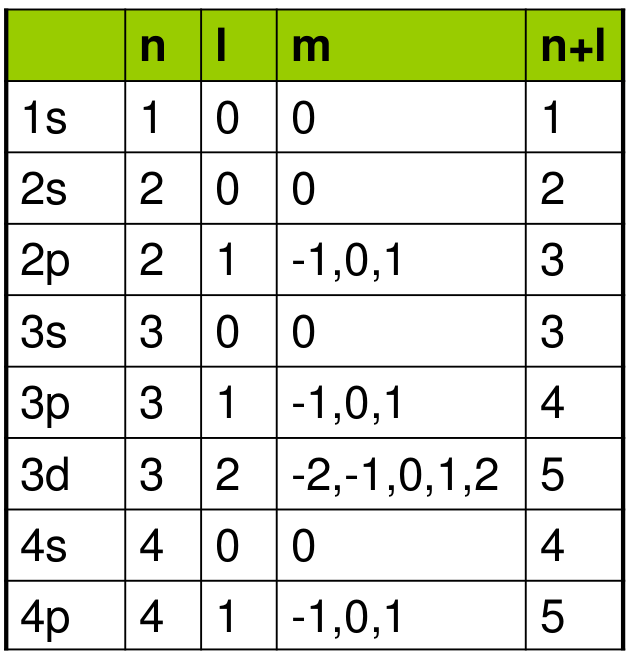 n l m n+l
1s 1 0 0 1
2s 2 0 0 2
2p 2 1 -1,0,1 3
3s 3 0 0 3
3p 3 1 -1,0,1 4
3d 3 2 -2,-1,0,1,2 5
4s 4 0 0 4
4p 4 1 -1,0,1 5